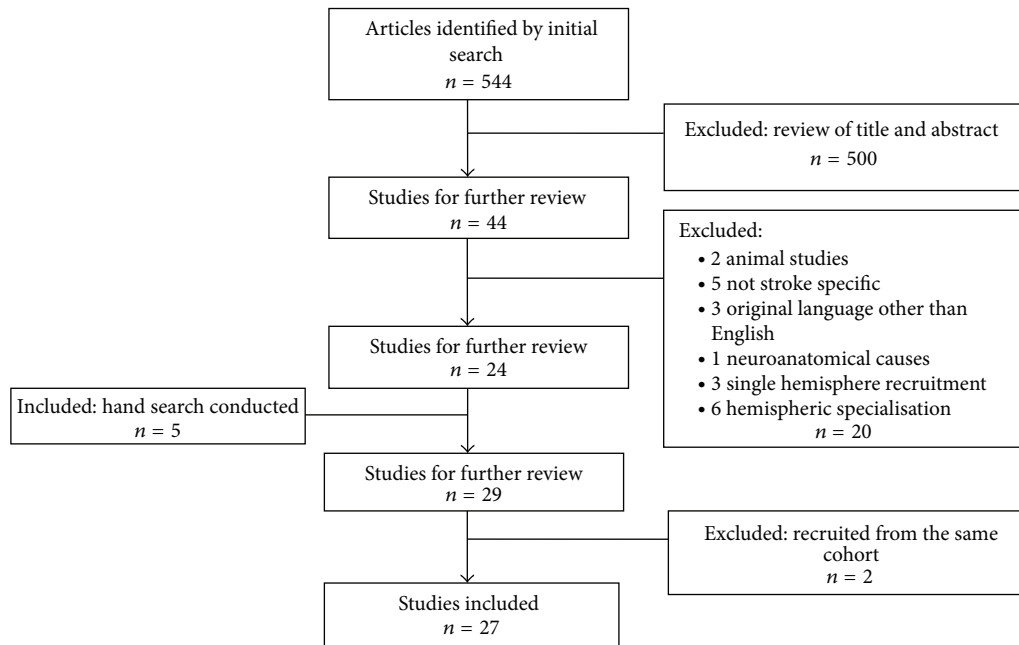 Articles identified by initial
search
n = 544
Excluded: review of title and abstract
n = 500
Studies for further review
n = 44
Excluded:
• 2 animal studies
• 5 not stroke specific
• 3 original language other than
English
• 1 neuroanatomical causes
• 3 single hemisphere recruitment
• 6 hemispheric specialisation
n = 20
Studies for further review
n = 24
Included: hand search conducted
n = 5
Studies for further review
n = 29
Excluded: recruited from the same
cohort
n = 2
Studies included
n = 27